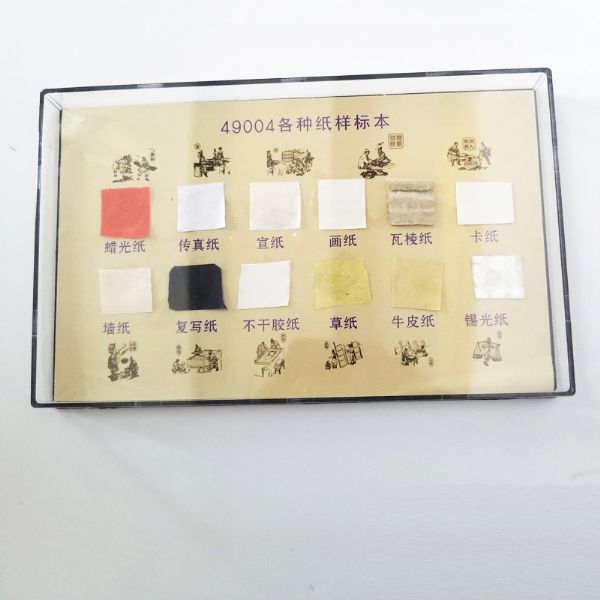 49004各种纸样标本
蜡光纸 传真纸 宣纸 画纸 瓦棱纸 卡纸
墙纸 复写纸 不干胶纸 草纸 牛皮纸 锡光纸